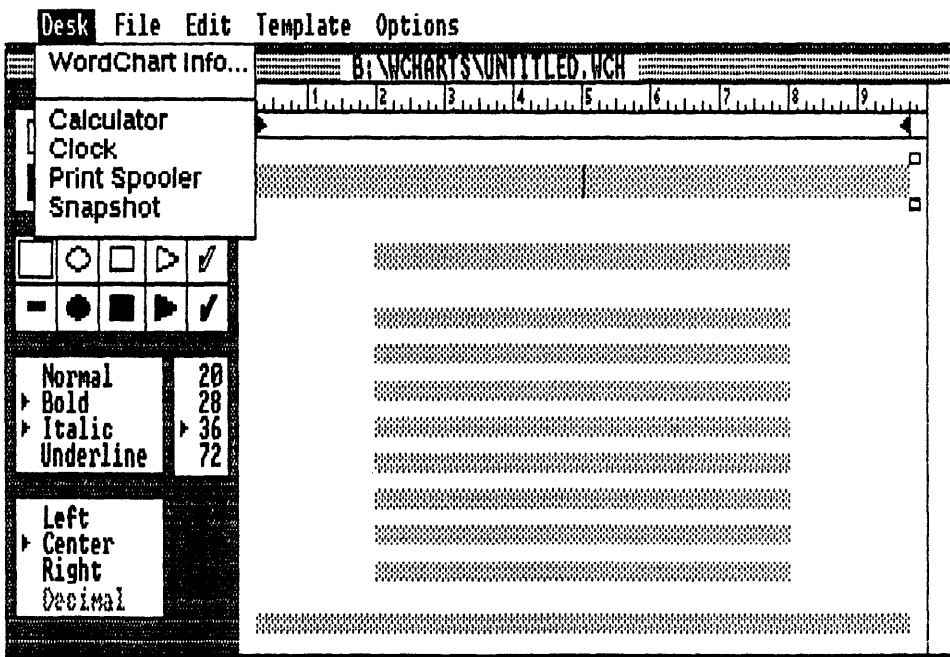 Desk File Edit Template Options
WordChart Info...
B:\WCHARTS\UNTITLED.WCH
1 2 3 4 5 6 7 8 9
Calculator
Clock
Print Spooler
Snapshot
Normal
Bold
Italic
Underline
20
28
36
72
Left
Center
Right
Decimal